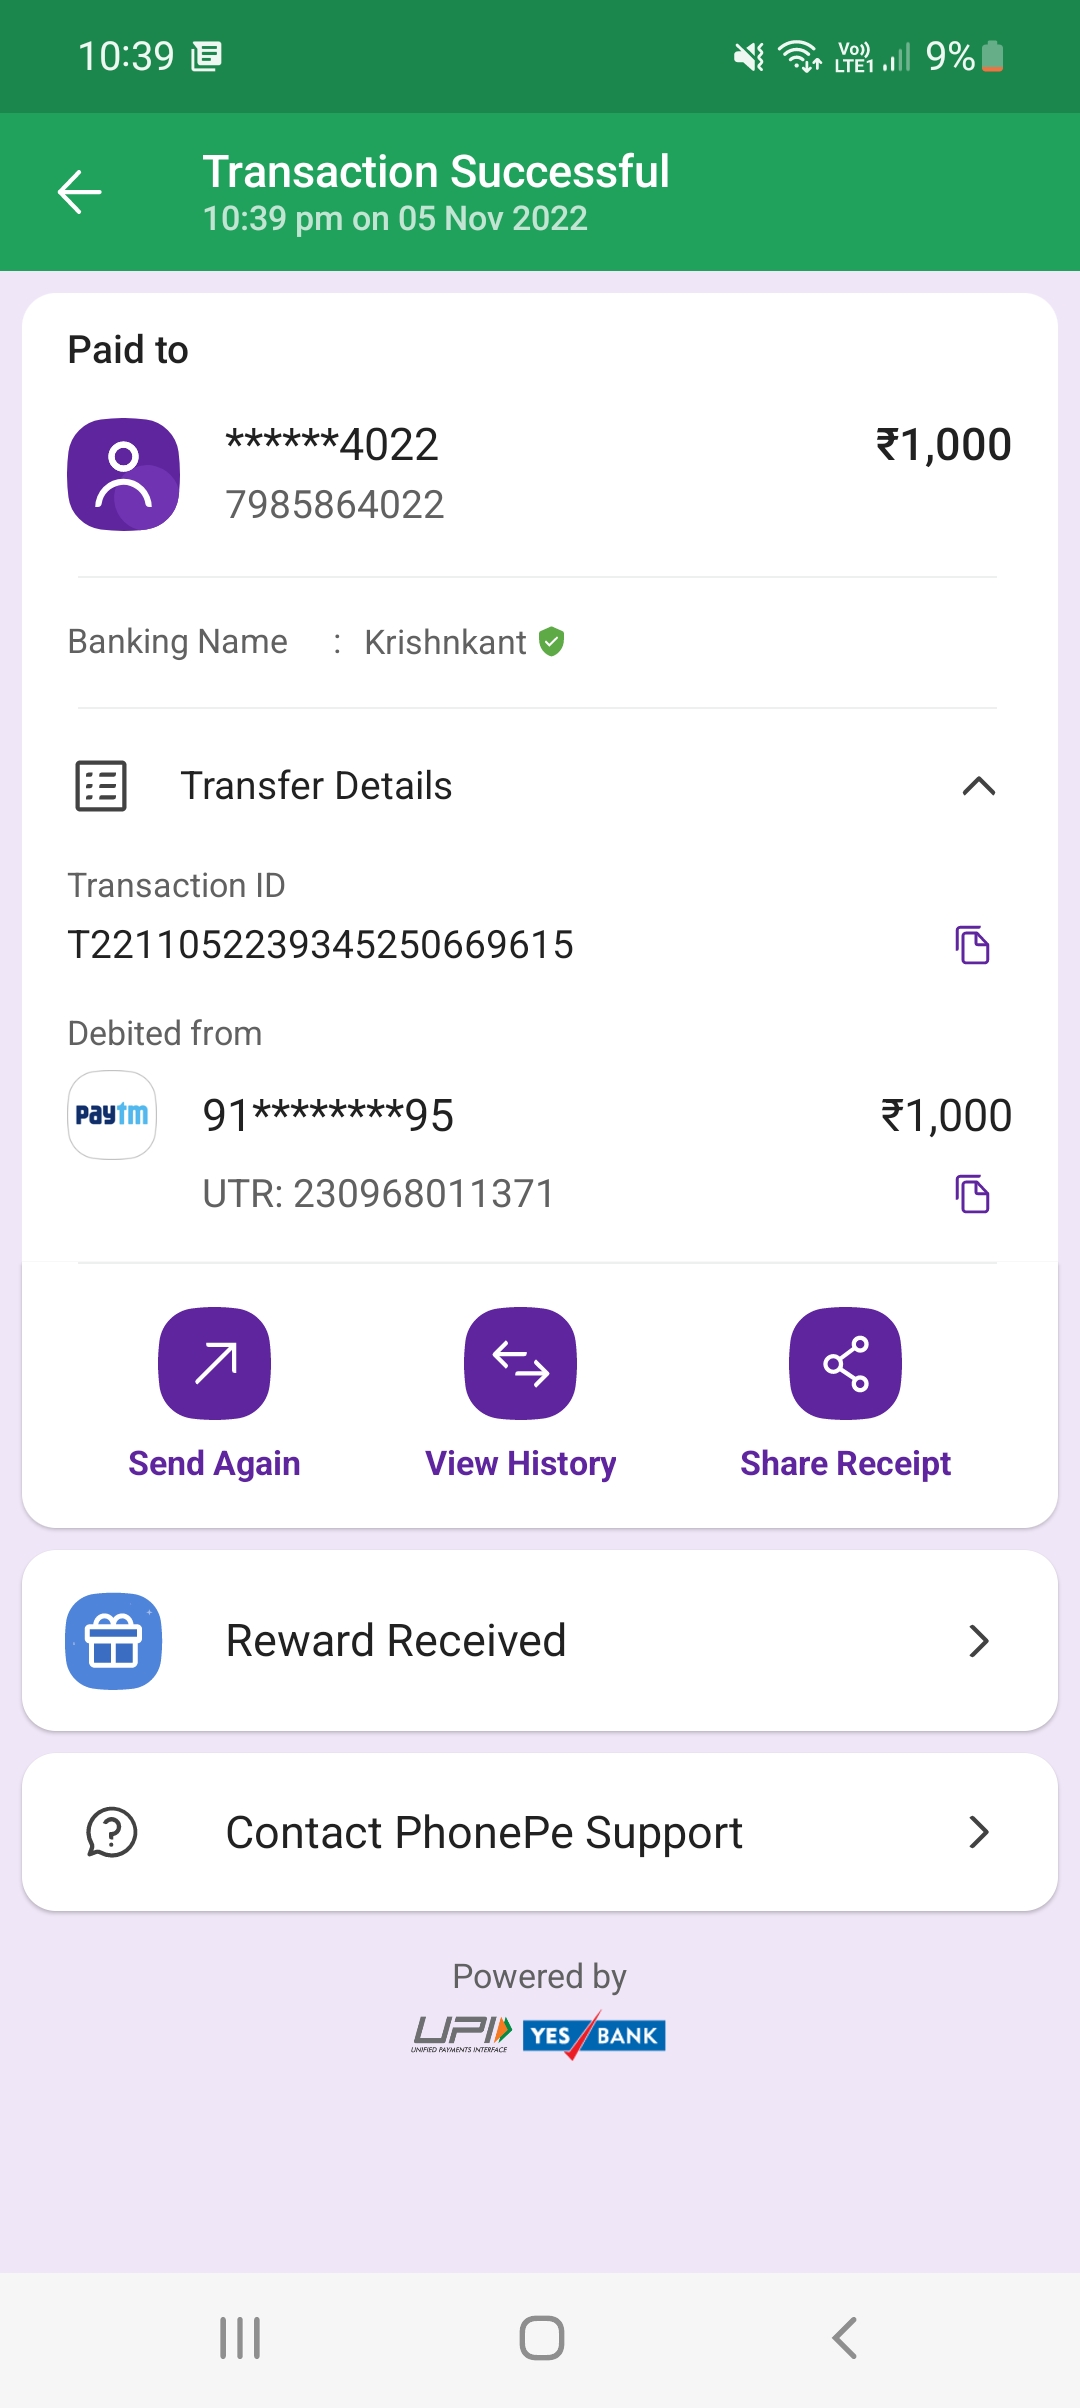 10:39
Vo)) LTE1 9%
Transaction Successful
10:39 pm on 05 Nov 2022
Paid to
******4022 ₹1,000
7985864022
Banking Name : Krishnkant
Transfer Details
Transaction ID
T2211052239345250669615
Debited from
paytm 91********95 ₹1,000
UTR: 230968011371
Send Again View History Share Receipt
Reward Received
Contact PhonePe Support
Powered by
UPI YES BANK
UNIFIED PAYMENTS INTERFACE